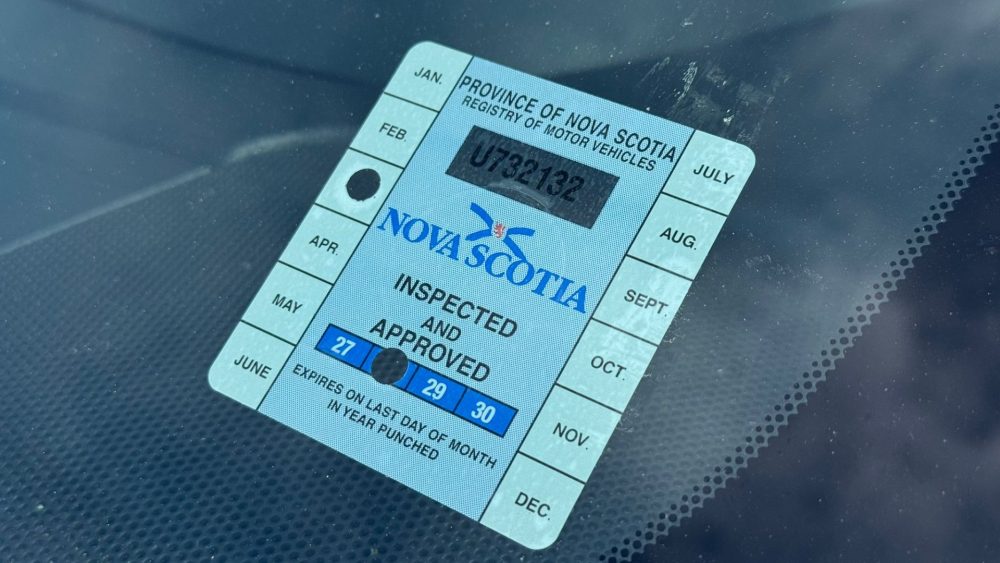 JAN.
FEB.
APR.
MAY
JUNE
PROVINCE OF NOVA SCOTIA
REGISTRY OF MOTOR VEHICLES
U732132
NOVA SCOTIA
INSPECTED
AND
APPROVED
27 29 30
EXPIRES ON LAST DAY OF MONTH
IN YEAR PUNCHED
JULY
AUG.
SEPT.
OCT.
NOV.
DEC.